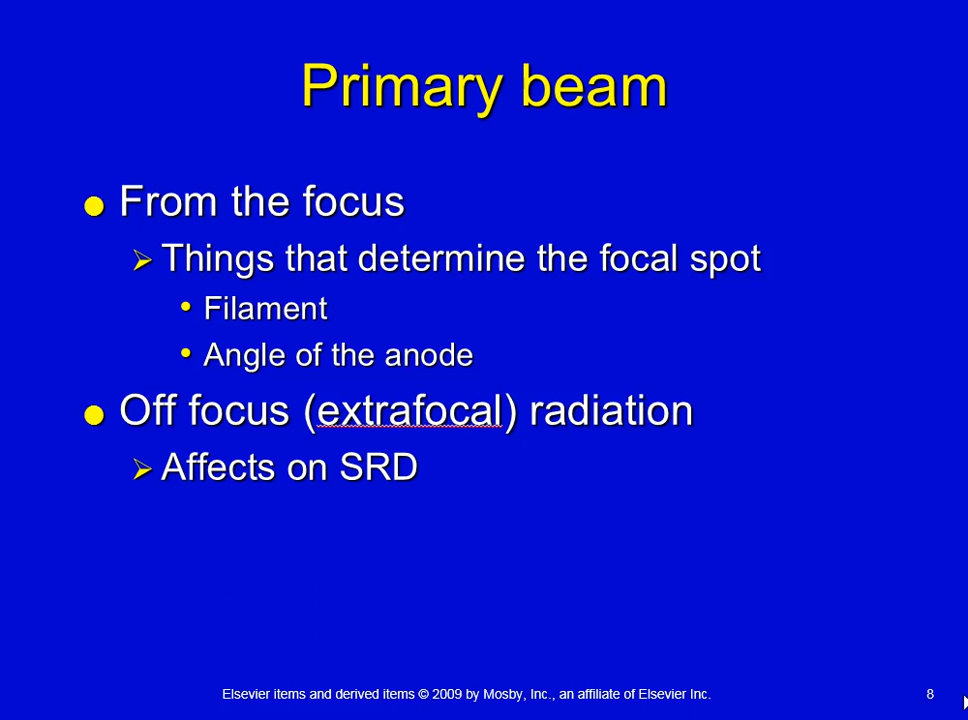 Primary beam
From the focus
Things that determine the focal spot
Filament
Angle of the anode
Off focus (extrafocal) radiation
Affects on SRD
Elsevier items and derived items © 2009 by Mosby, Inc., an affiliate of Elsevier Inc.
8